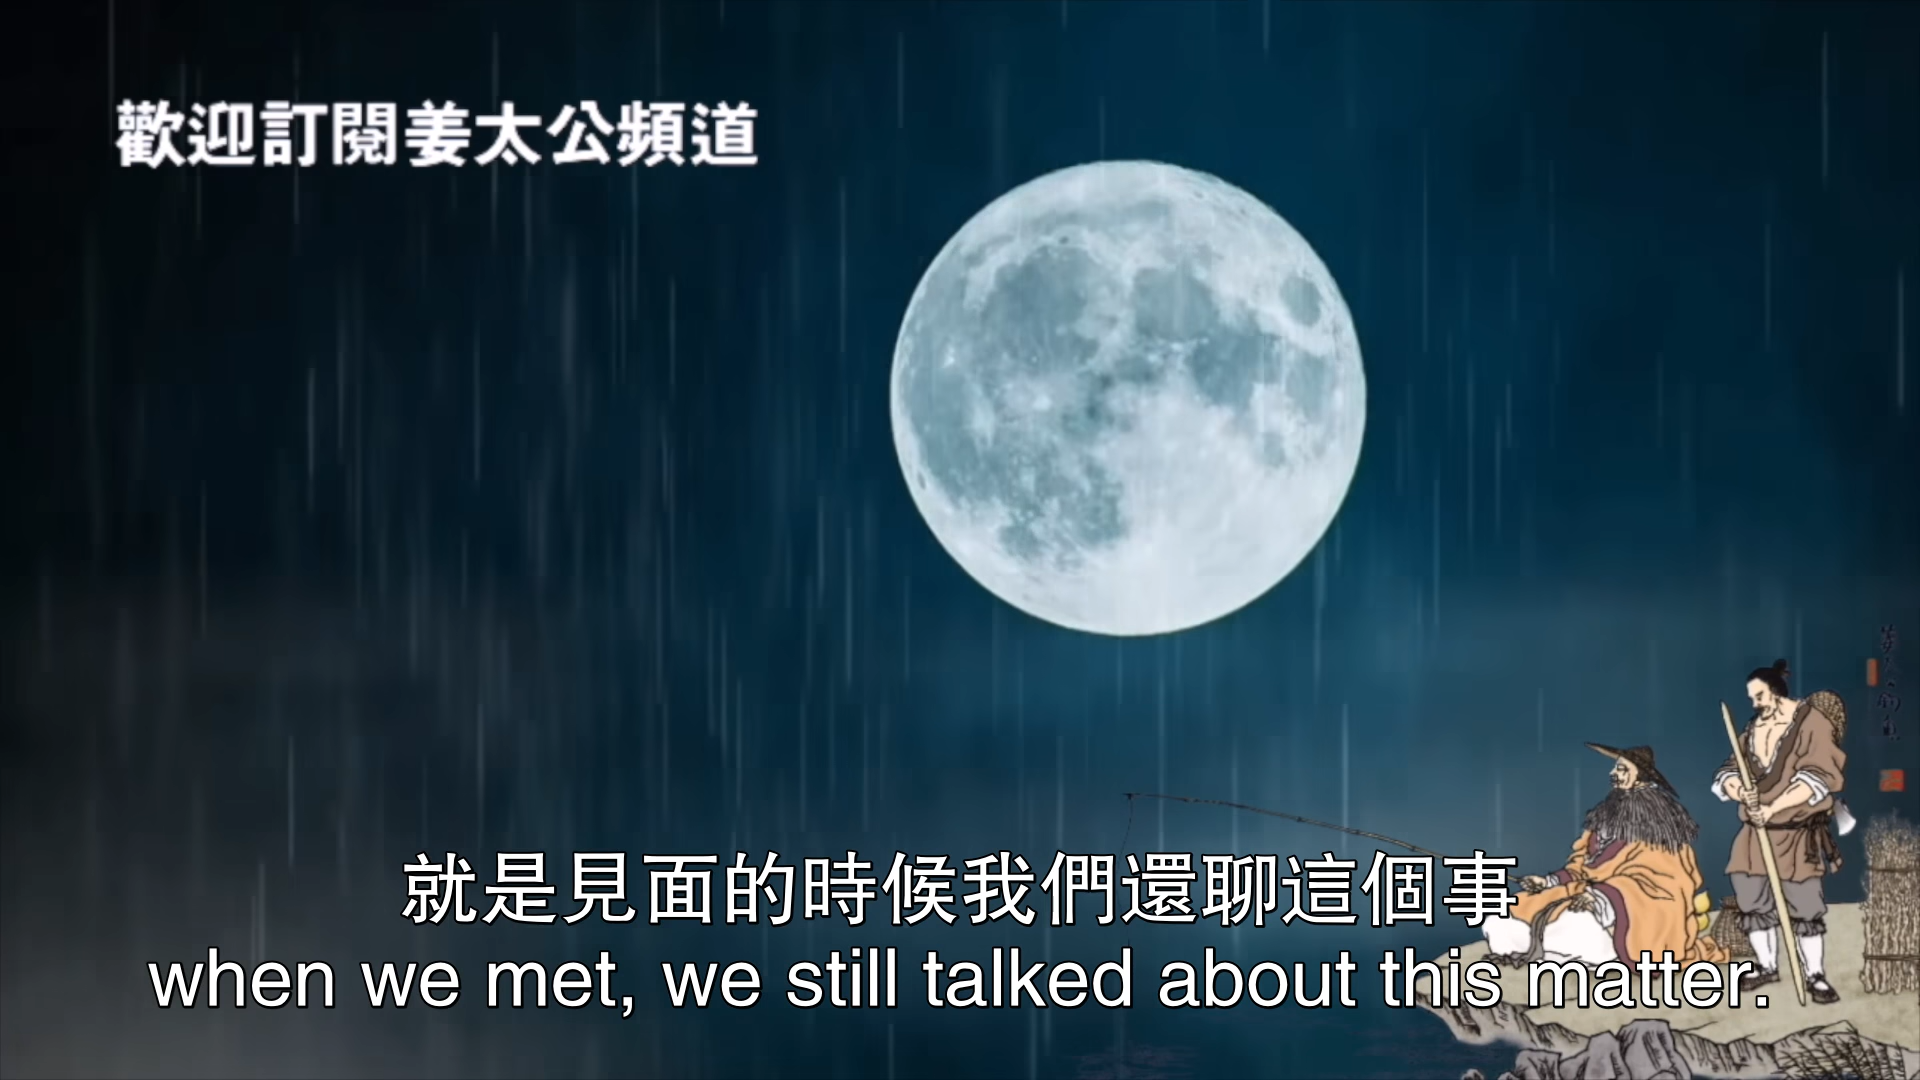 歡迎訂閱姜太公頻道
就是見面的時候我們還聊這個事
when we met, we still talked about this matter.